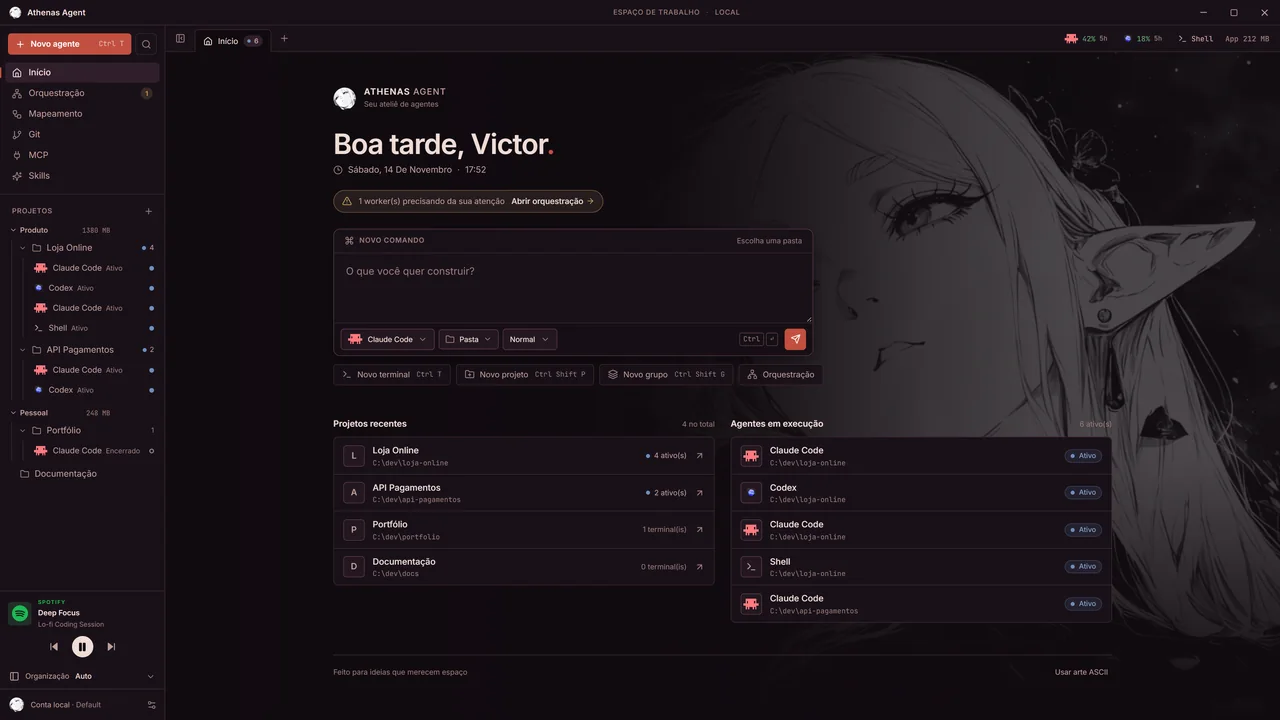 Athenas Agent
ESPAÇO DE TRABALHO · LOCAL
Novo agente Ctrl T
Início
Orquestração 1
Mapeamento
Git
MCP
Skills
PROJETOS
Produto 1380 MB
Loja Online 4
Claude Code Ativo
Codex Ativo
Claude Code Ativo
Shell Ativo
API Pagamentos 2
Claude Code Ativo
Codex Ativo
Pessoal 248 MB
Portfólio 1
Claude Code Encerrado
Documentação
SPOTIFY
Deep Focus
Lo-fi Coding Session
Organização Auto
Conta local · Default
Início 6
42% 5h 18% 5h Shell App 212 MB
ATHENAS AGENT
Seu ateliê de agentes
Boa tarde, Victor.
Sábado, 14 De Novembro · 17:52
1 worker(s) precisando da sua atenção Abrir orquestração →
NOVO COMANDO Escolha uma pasta
O que você quer construir?
Claude Code Pasta Normal Ctrl ⏎
Novo terminal Ctrl T Novo projeto Ctrl Shift P Novo grupo Ctrl Shift G Orquestração
Projetos recentes 4 no total
L Loja Online 4 ativo(s)
C:\dev\loja-online
A API Pagamentos 2 ativo(s)
C:\dev\api-pagamentos
P Portfólio 1 terminal(is)
C:\dev\portfolio
D Documentação 0 terminal(is)
C:\dev\docs
Agentes em execução 6 ativo(s)
Claude Code Ativo
C:\dev\loja-online
Codex Ativo
C:\dev\loja-online
Claude Code Ativo
C:\dev\loja-online
Shell Ativo
C:\dev\loja-online
Claude Code Ativo
C:\dev\api-pagamentos
Feito para ideias que merecem espaço Usar arte ASCII